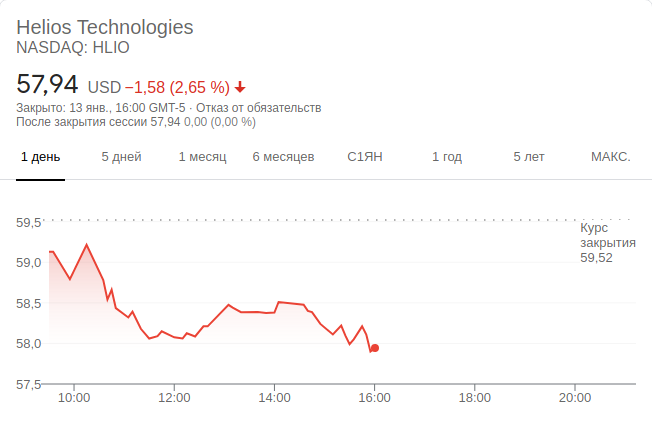 Helios Technologies
NASDAQ: HLIO
57,94 USD −1,58 (2,65 %)
Закрыто: 13 янв., 16:00 GMT-5 · Отказ от обязательств
После закрытия сессии 57,94 0,00 (0,00 %)
1 день 5 дней 1 месяц 6 месяцев С1ЯН 1 год 5 лет МАКС.
59,5
Курс
закрытия
59,52
59,0
58,5
58,0
57,5
10:00 12:00 14:00 16:00 18:00 20:00